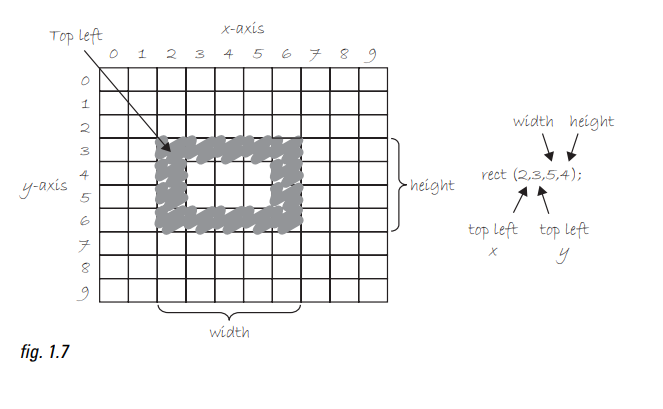 Top left
x-axis
0 1 2 3 4 5 6 7 8 9
0
1
2
3
4
5
6
7
8
9
y-axis
height
width
width height
rect (2,3,5,4);
top left top left
x y
fig. 1.7